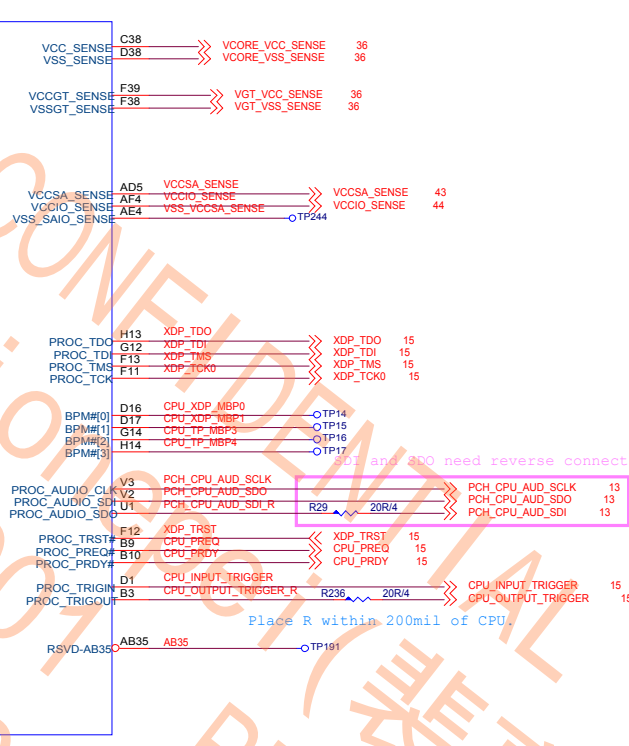 VCC_SENSE C38 VCORE_VCC_SENSE 36
VSS_SENSE D38 VCORE_VSS_SENSE 36
VCCGT_SENSE F39 VGT_VCC_SENSE 36
VSSGT_SENSE F38 VGT_VSS_SENSE 36
VCCSA_SENSE AD5 VCCSA_SENSE VCCSA_SENSE 43
VCCIO_SENSE AF4 VCCIO_SENSE VCCIO_SENSE 44
VSS_SAIO_SENSE AE4 VSS_VCCSA_SENSE TP244
PROC_TDO H13 XDP_TDO XDP_TDO 15
PROC_TDI G12 XDP_TDI XDP_TDI 15
PROC_TMS F13 XDP_TMS XDP_TMS 15
PROC_TCK F11 XDP_TCK0 XDP_TCK0 15
BPM#[0] D16 CPU_XDP_MBP0 TP14
BPM#[1] D17 CPU_XDP_MBP1 TP15
BPM#[2] G14 CPU_TP_MBP3 TP16
BPM#[3] H14 CPU_TP_MBP4 TP17
SDI and SDO need reverse connect
PROC_AUDIO_CLK V3 PCH_CPU_AUD_SCLK PCH_CPU_AUD_SCLK 13
PROC_AUDIO_SDI V2 PCH_CPU_AUD_SDO PCH_CPU_AUD_SDO 13
PROC_AUDIO_SDO U1 PCH_CPU_AUD_SDI_R R29 20R/4 PCH_CPU_AUD_SDI 13
PROC_TRST# F12 XDP_TRST XDP_TRST 15
PROC_PREQ# B9 CPU_PREQ CPU_PREQ 15
PROC_PRDY# B10 CPU_PRDY CPU_PRDY 15
PROC_TRIGIN D1 CPU_INPUT_TRIGGER CPU_INPUT_TRIGGER 15
PROC_TRIGOUT B3 CPU_OUTPUT_TRIGGER_R R236 20R/4 CPU_OUTPUT_TRIGGER 15
Place R within 200mil of CPU.
RSVD-AB35 AB35 AB35 TP191
CONFIDENTIAL